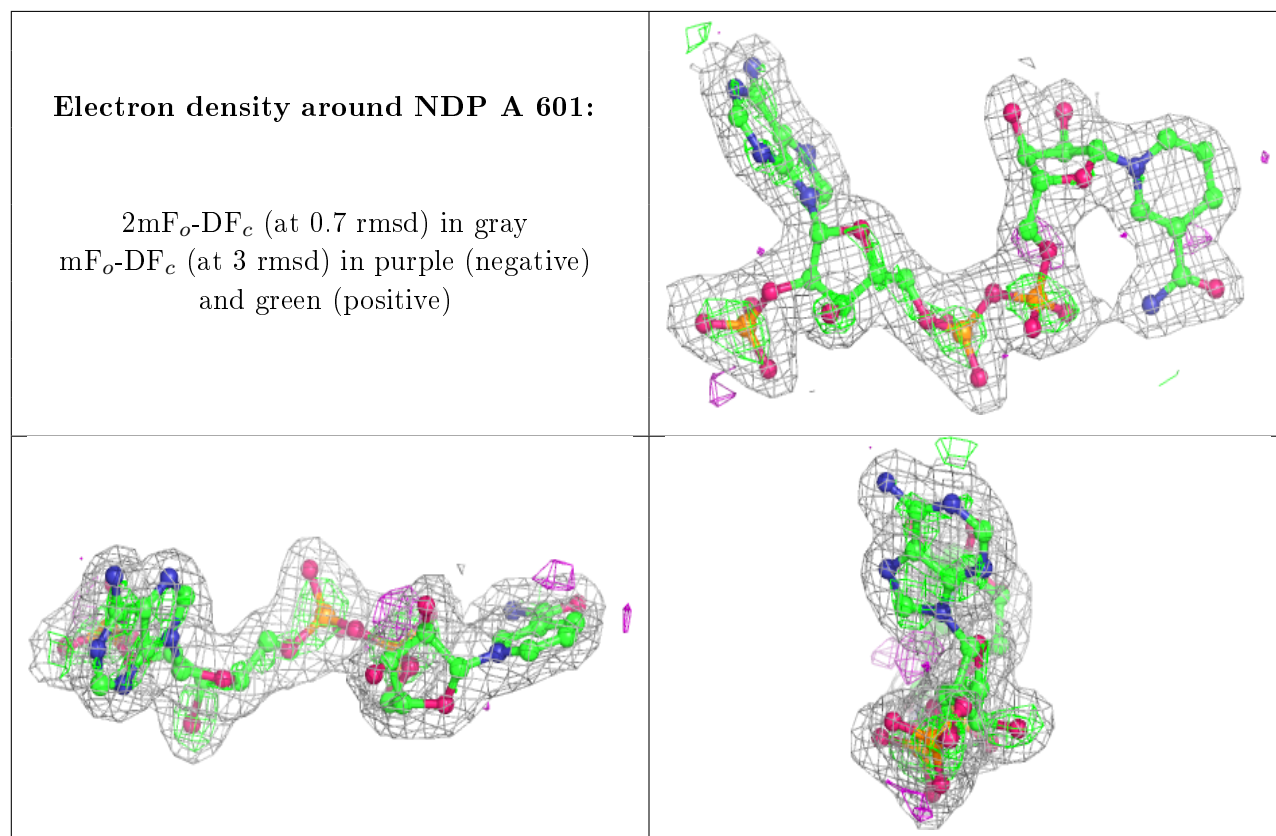 Electron density around NDP A 601:
2mFo-DFc (at 0.7 rmsd) in gray
mFo-DFc (at 3 rmsd) in purple (negative)
and green (positive)